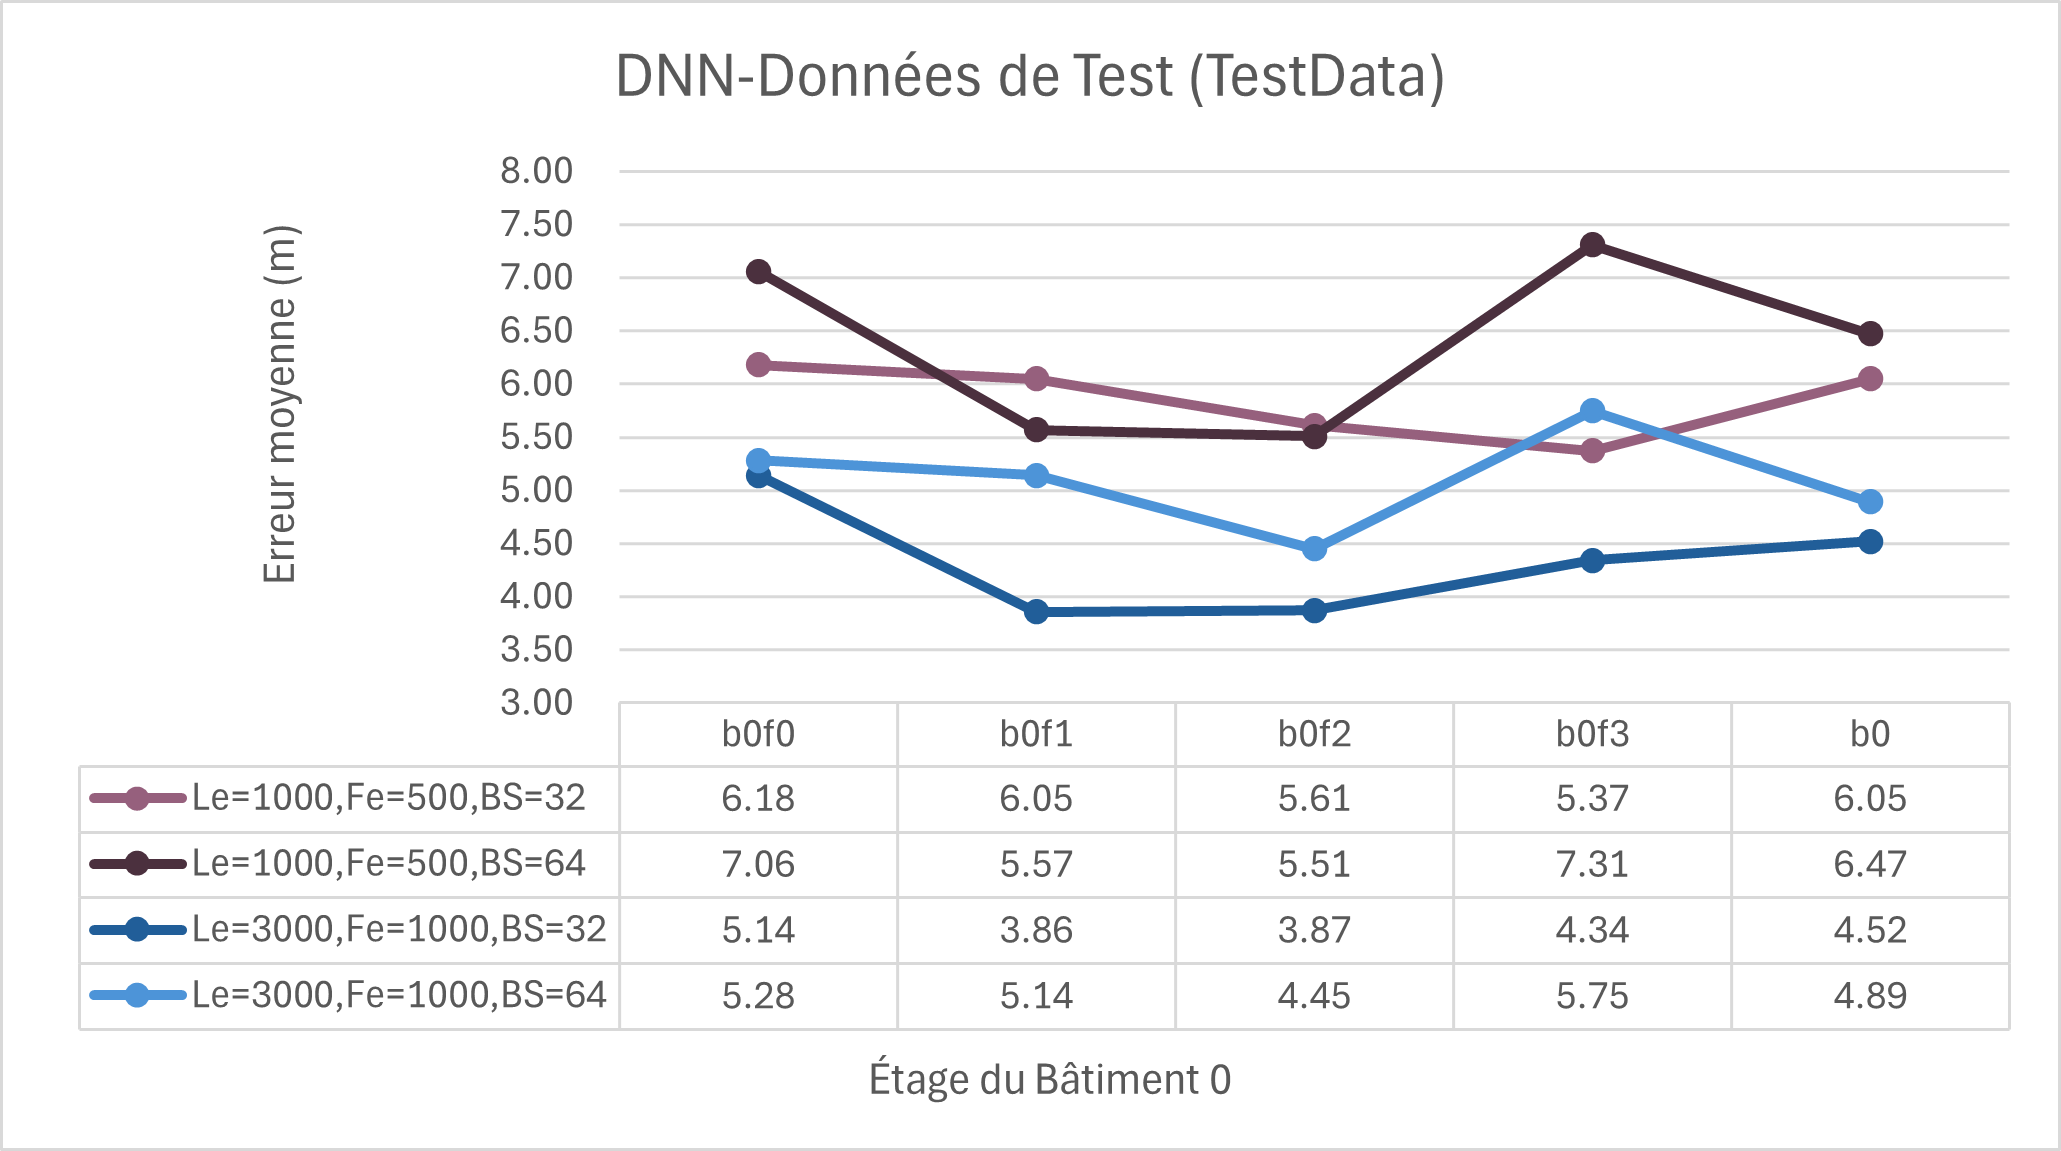 DNN-Données de Test (TestData)
Erreur moyenne (m)
8.00
7.50
7.00
6.50
6.00
5.50
5.00
4.50
4.00
3.50
3.00
b0f0 b0f1 b0f2 b0f3 b0
Le=1000,Fe=500,BS=32 6.18 6.05 5.61 5.37 6.05
Le=1000,Fe=500,BS=64 7.06 5.57 5.51 7.31 6.47
Le=3000,Fe=1000,BS=32 5.14 3.86 3.87 4.34 4.52
Le=3000,Fe=1000,BS=64 5.28 5.14 4.45 5.75 4.89
Étage du Bâtiment 0